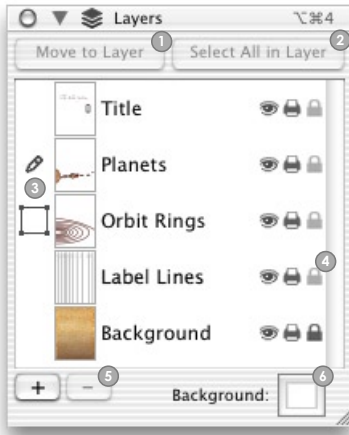 Layers ⌥⌘4
Move to Layer 1 Select All in Layer 2
Title
Planets
3
Orbit Rings
4
Label Lines
Background
+ − 5 6
Background: